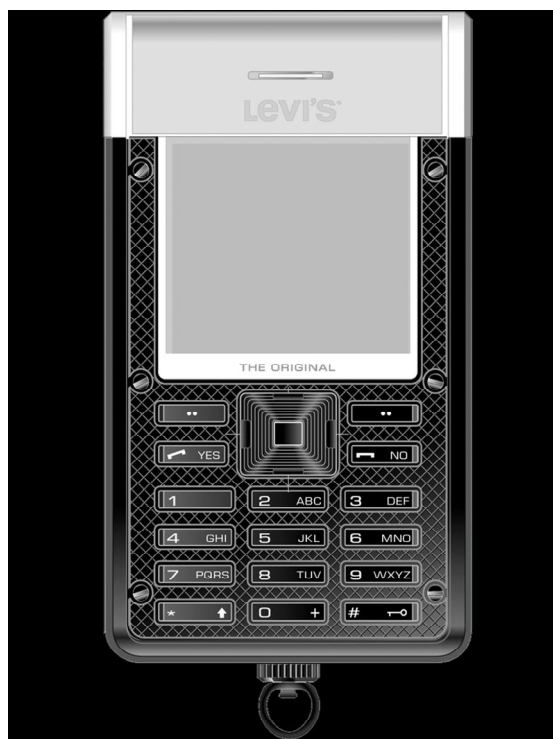 Levi's®
THE ORIGINAL
YES NO
1 2 ABC 3 DEF
4 GHI 5 JKL 6 MNO
7 PQRS 8 TUV 9 WXYZ
* 0 + #